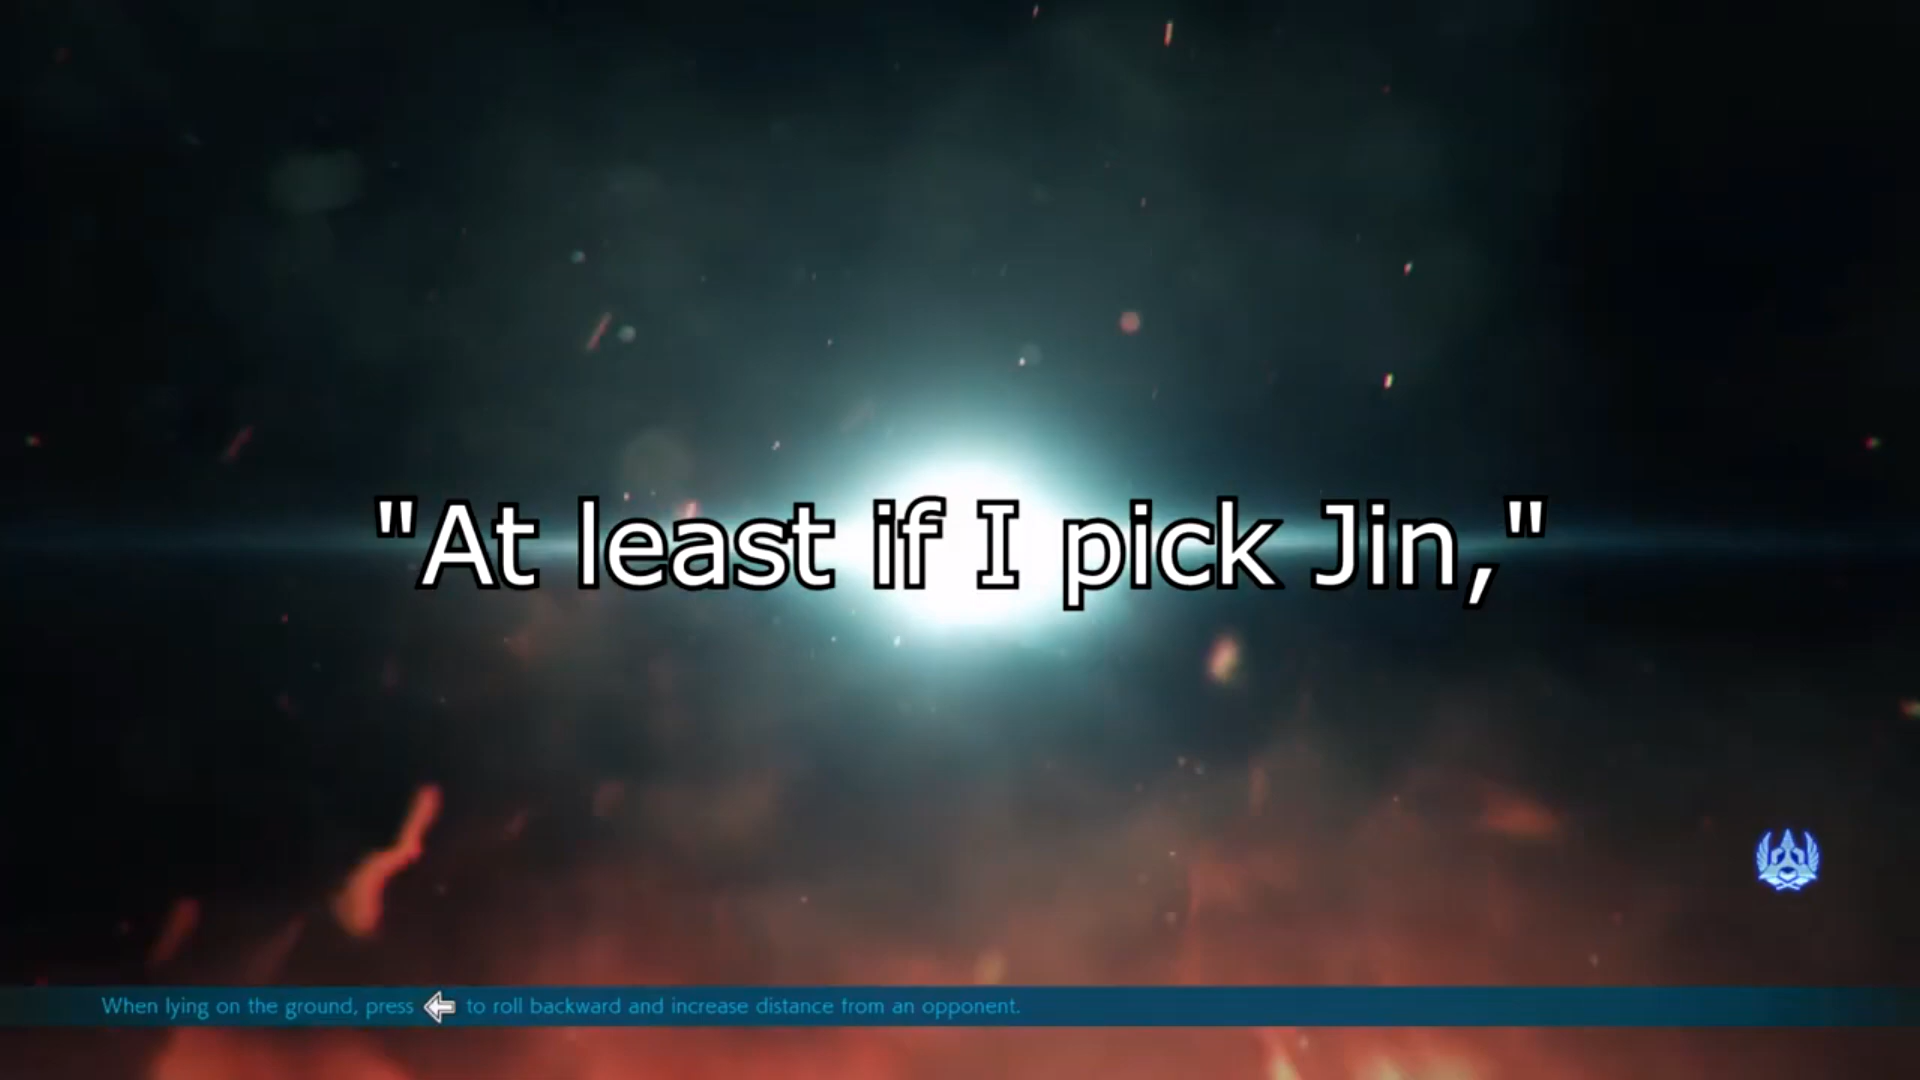 "At least if I pick Jin,"
When lying on the ground, press ⇦ to roll backward and increase distance from an opponent.